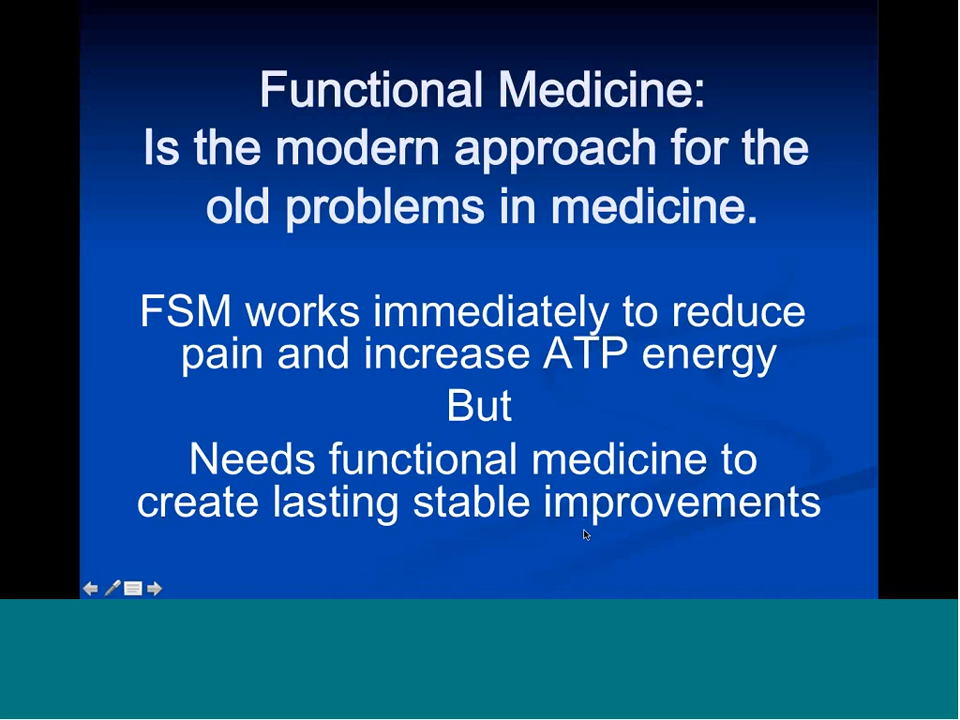 Functional Medicine:
Is the modern approach for the
old problems in medicine.
FSM works immediately to reduce
pain and increase ATP energy
But
Needs functional medicine to
create lasting stable improvements